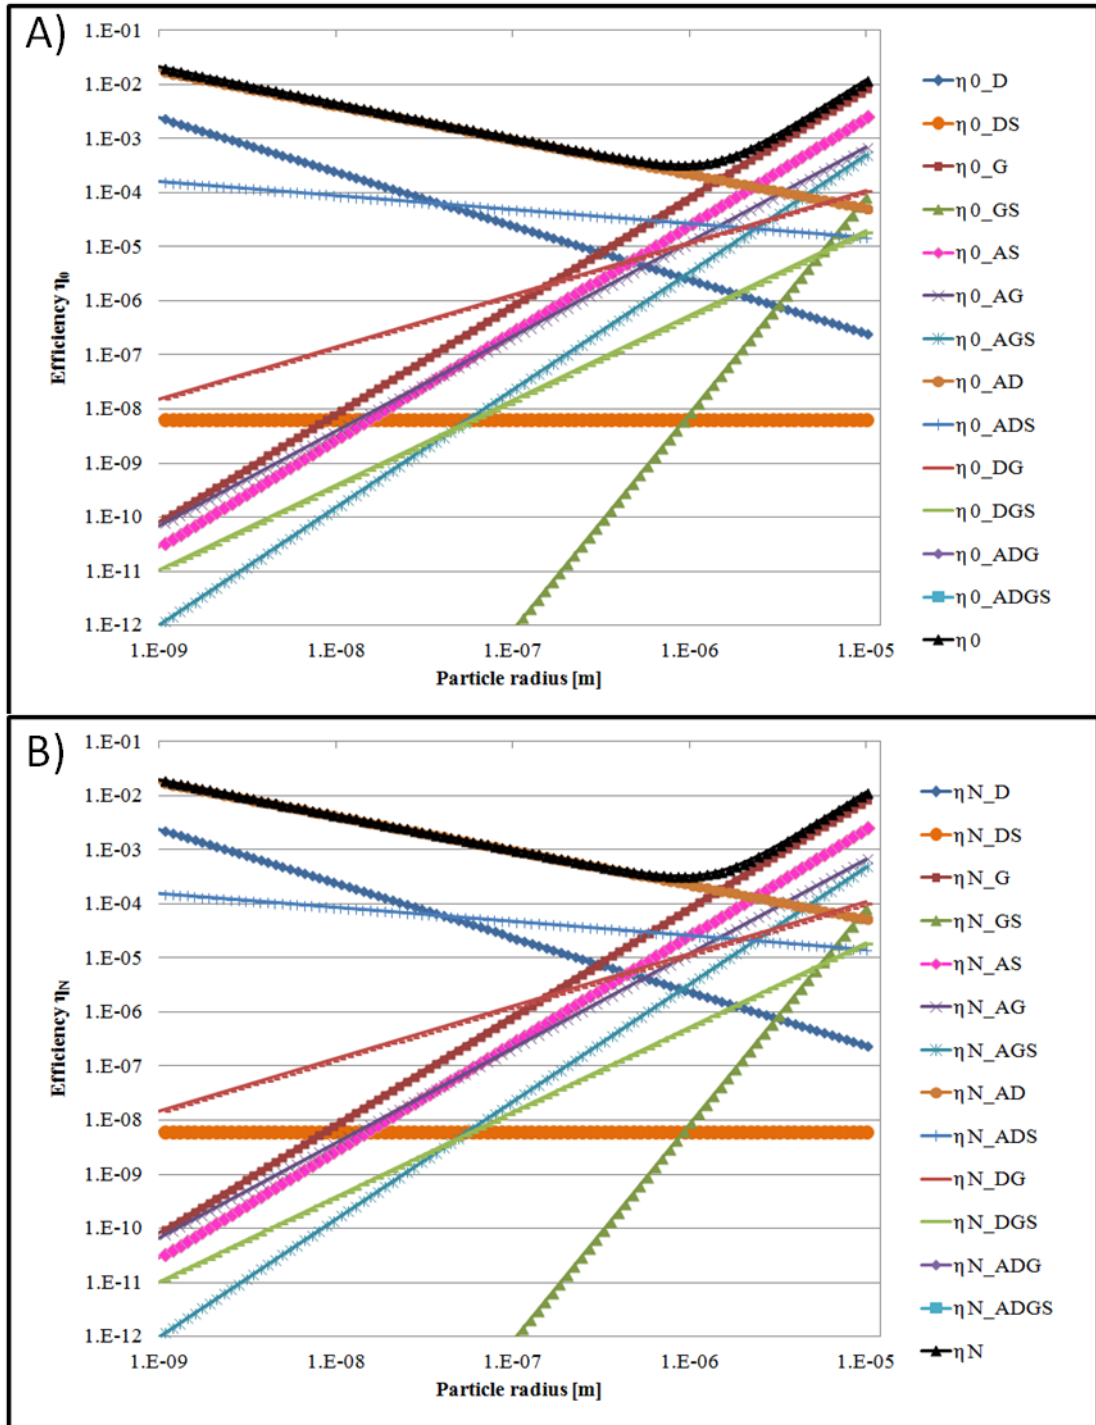 A)
1.E-01
1.E-02
1.E-03
1.E-04
1.E-05
1.E-06
1.E-07
1.E-08
1.E-09
1.E-10
1.E-11
1.E-12
Efficiency η₀
1.E-09 1.E-08 1.E-07 1.E-06 1.E-05
Particle radius [m]
η0_D
η0_DS
η0_G
η0_GS
η0_AS
η0_AG
η0_AGS
η0_AD
η0_ADS
η0_DG
η0_DGS
η0_ADG
η0_ADGS
η0
B)
1.E-01
1.E-02
1.E-03
1.E-04
1.E-05
1.E-06
1.E-07
1.E-08
1.E-09
1.E-10
1.E-11
1.E-12
Efficiency η_N
1.E-09 1.E-08 1.E-07 1.E-06 1.E-05
Particle radius [m]
ηN_D
ηN_DS
ηN_G
ηN_GS
ηN_AS
ηN_AG
ηN_AGS
ηN_AD
ηN_ADS
ηN_DG
ηN_DGS
ηN_ADG
ηN_ADGS
ηN